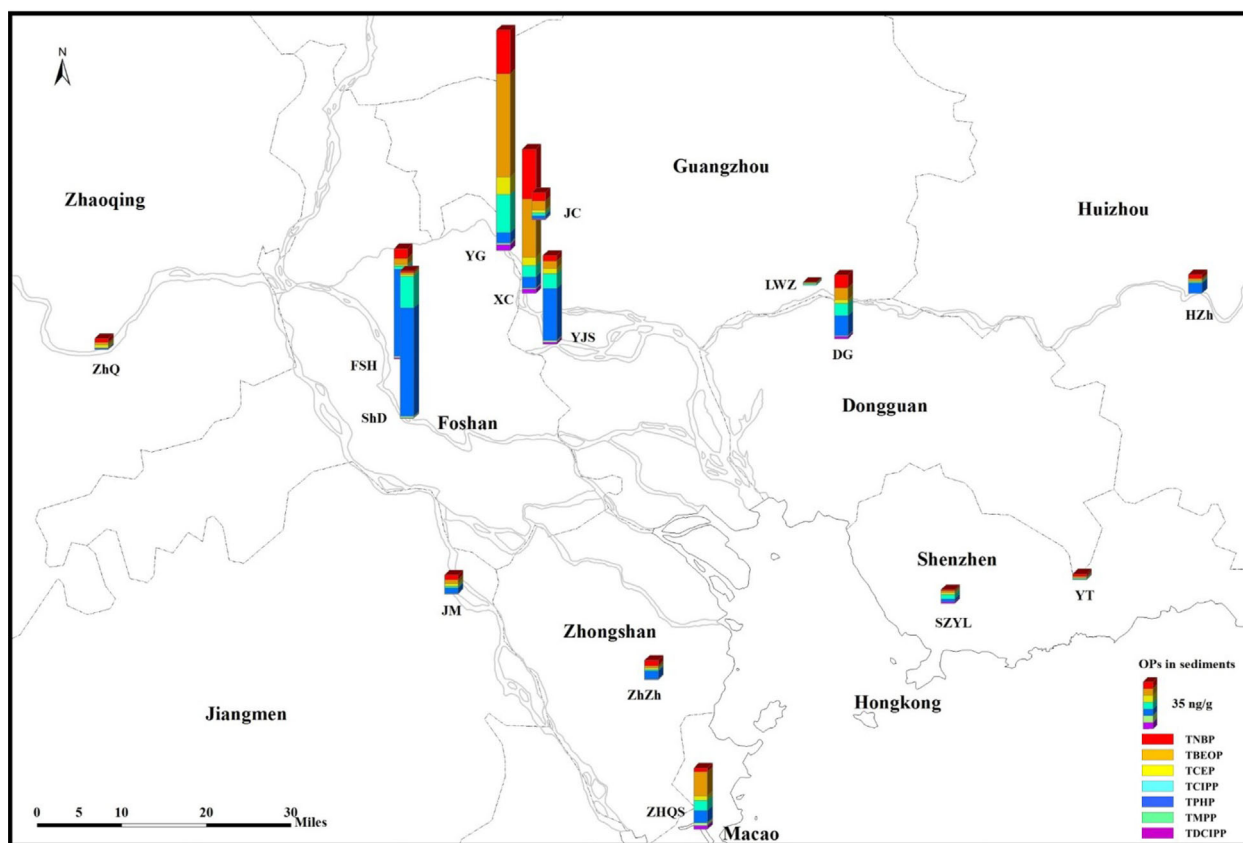 N
Guangzhou
Zhaoqing
Huizhou
JC
YG
LWZ
XC
HZh
YJS
DG
ZhQ
FSH
Dongguan
ShD
Foshan
Shenzhen
YT
JM
SZYL
Zhongshan
OPs in sediments
ZhZh
Hongkong
35 ng/g
Jiangmen
TNBP
TBEOP
TCEP
TCIPP
TPHP
TMPP
TDCIPP
0 5 10 20 30
Miles
ZHQS
Macao